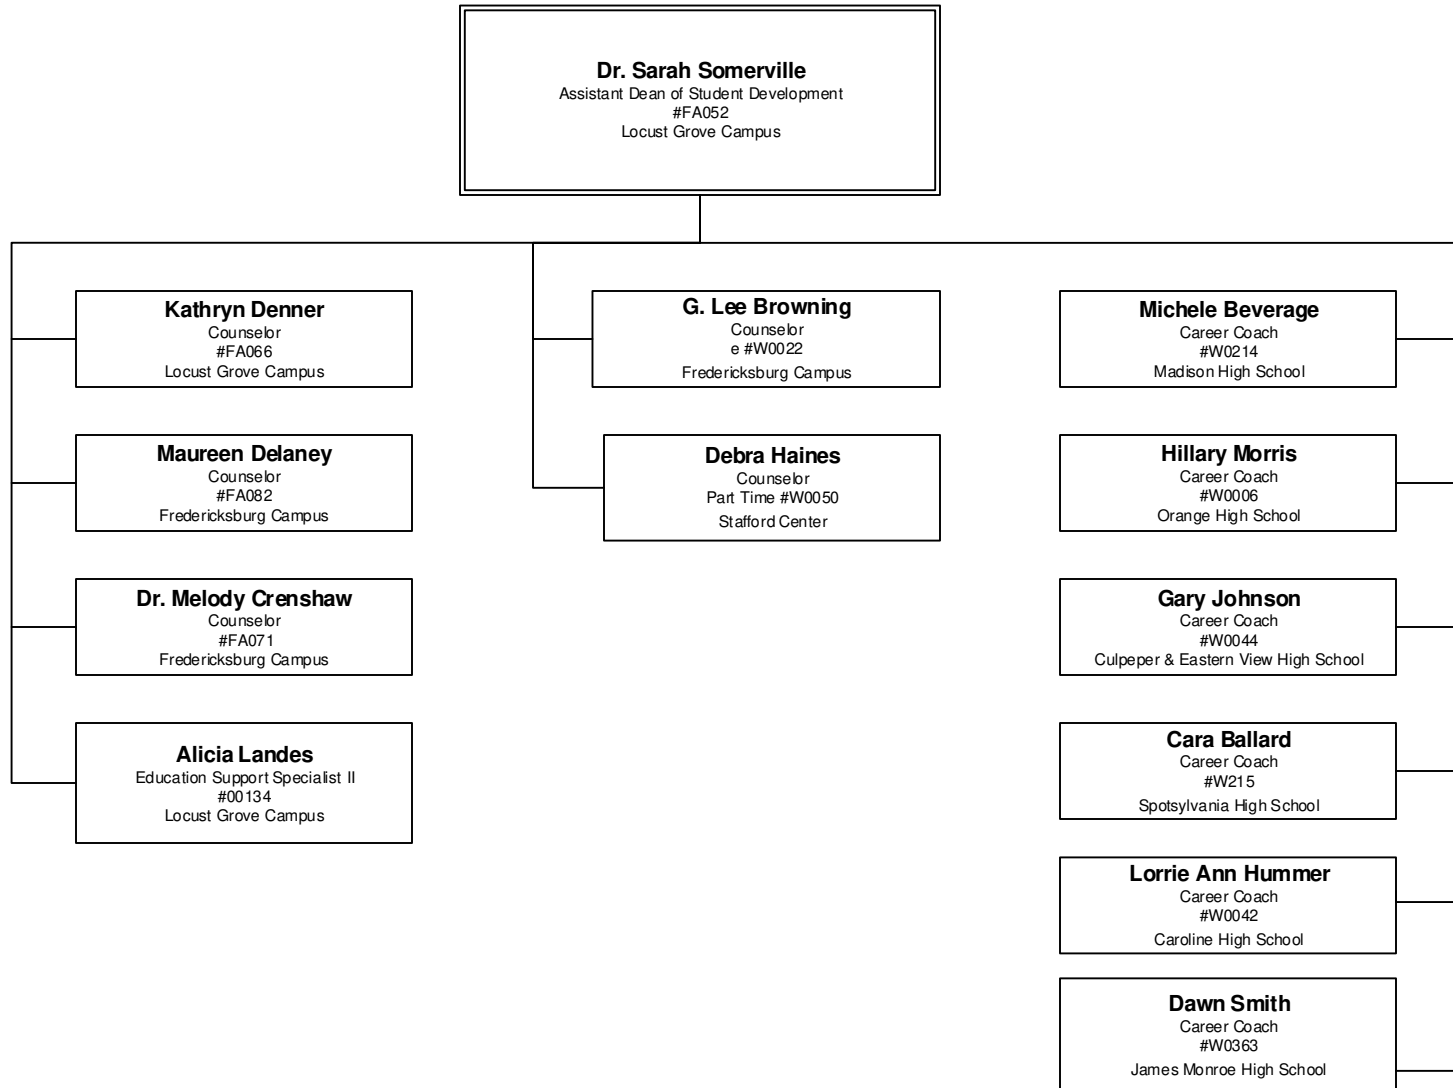 Dr. Sarah Somerville
Assistant Dean of Student Development
#FA052
Locust Grove Campus
Kathryn Denner
Counselor
#FA066
Locust Grove Campus
Maureen Delaney
Counselor
#FA082
Fredericksburg Campus
Dr. Melody Crenshaw
Counselor
#FA071
Fredericksburg Campus
Alicia Landes
Education Support Specialist II
#00134
Locust Grove Campus
G. Lee Browning
Counselor
e #W0022
Fredericksburg Campus
Debra Haines
Counselor
Part Time #W0050
Stafford Center
Michele Beverage
Career Coach
#W0214
Madison High School
Hillary Morris
Career Coach
#W0006
Orange High School
Gary Johnson
Career Coach
#W0044
Culpeper & Eastern View High School
Cara Ballard
Career Coach
#W215
Spotsylvania High School
Lorrie Ann Hummer
Career Coach
#W0042
Caroline High School
Dawn Smith
Career Coach
#W0363
James Monroe High School